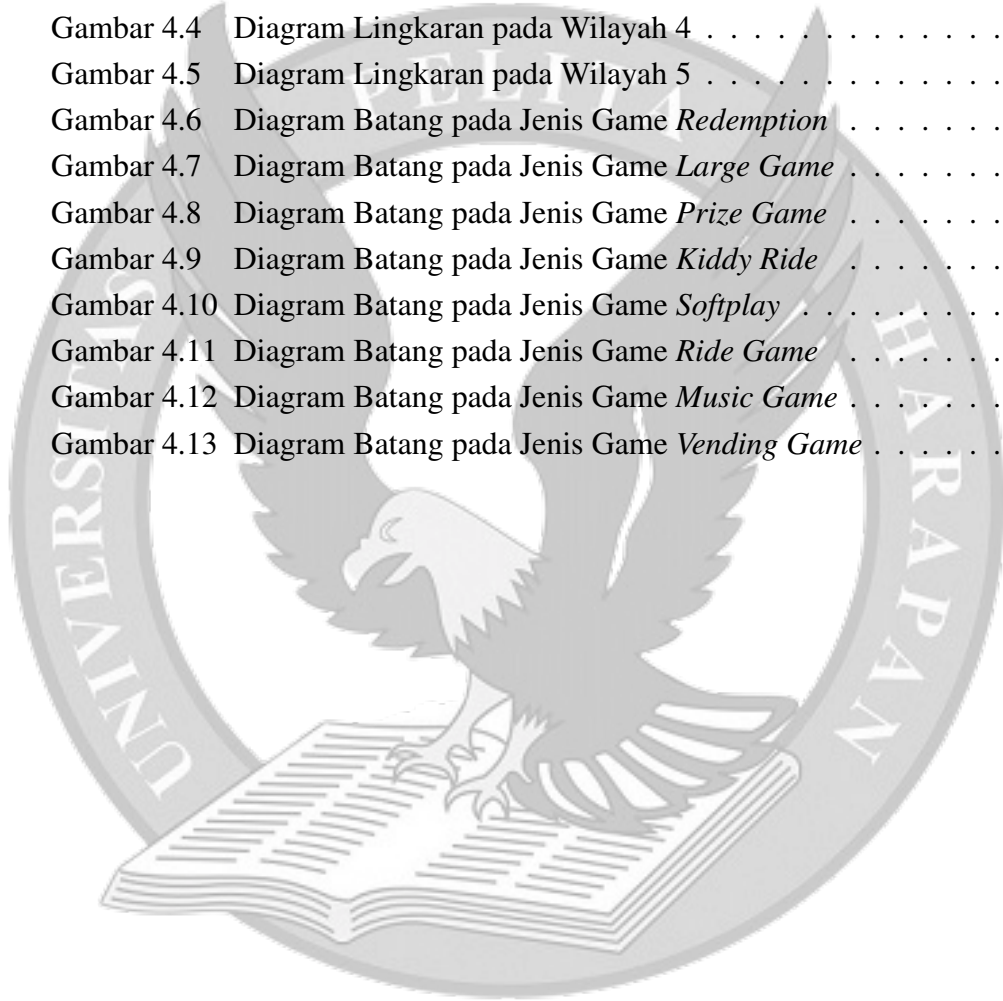 Gambar 4.4 Diagram Lingkaran pada Wilayah 4 . . . . . . . . . . . . .
Gambar 4.5 Diagram Lingkaran pada Wilayah 5 . . . . . . . . . . . . .
Gambar 4.6 Diagram Batang pada Jenis Game Redemption . . . . . . .
Gambar 4.7 Diagram Batang pada Jenis Game Large Game . . . . . . .
Gambar 4.8 Diagram Batang pada Jenis Game Prize Game . . . . . . .
Gambar 4.9 Diagram Batang pada Jenis Game Kiddy Ride . . . . . . .
Gambar 4.10 Diagram Batang pada Jenis Game Softplay . . . . . . . . .
Gambar 4.11 Diagram Batang pada Jenis Game Ride Game . . . . . . .
Gambar 4.12 Diagram Batang pada Jenis Game Music Game . . . . . . .
Gambar 4.13 Diagram Batang pada Jenis Game Vending Game . . . . . .
UNIVERSITAS PELITA HARAPAN